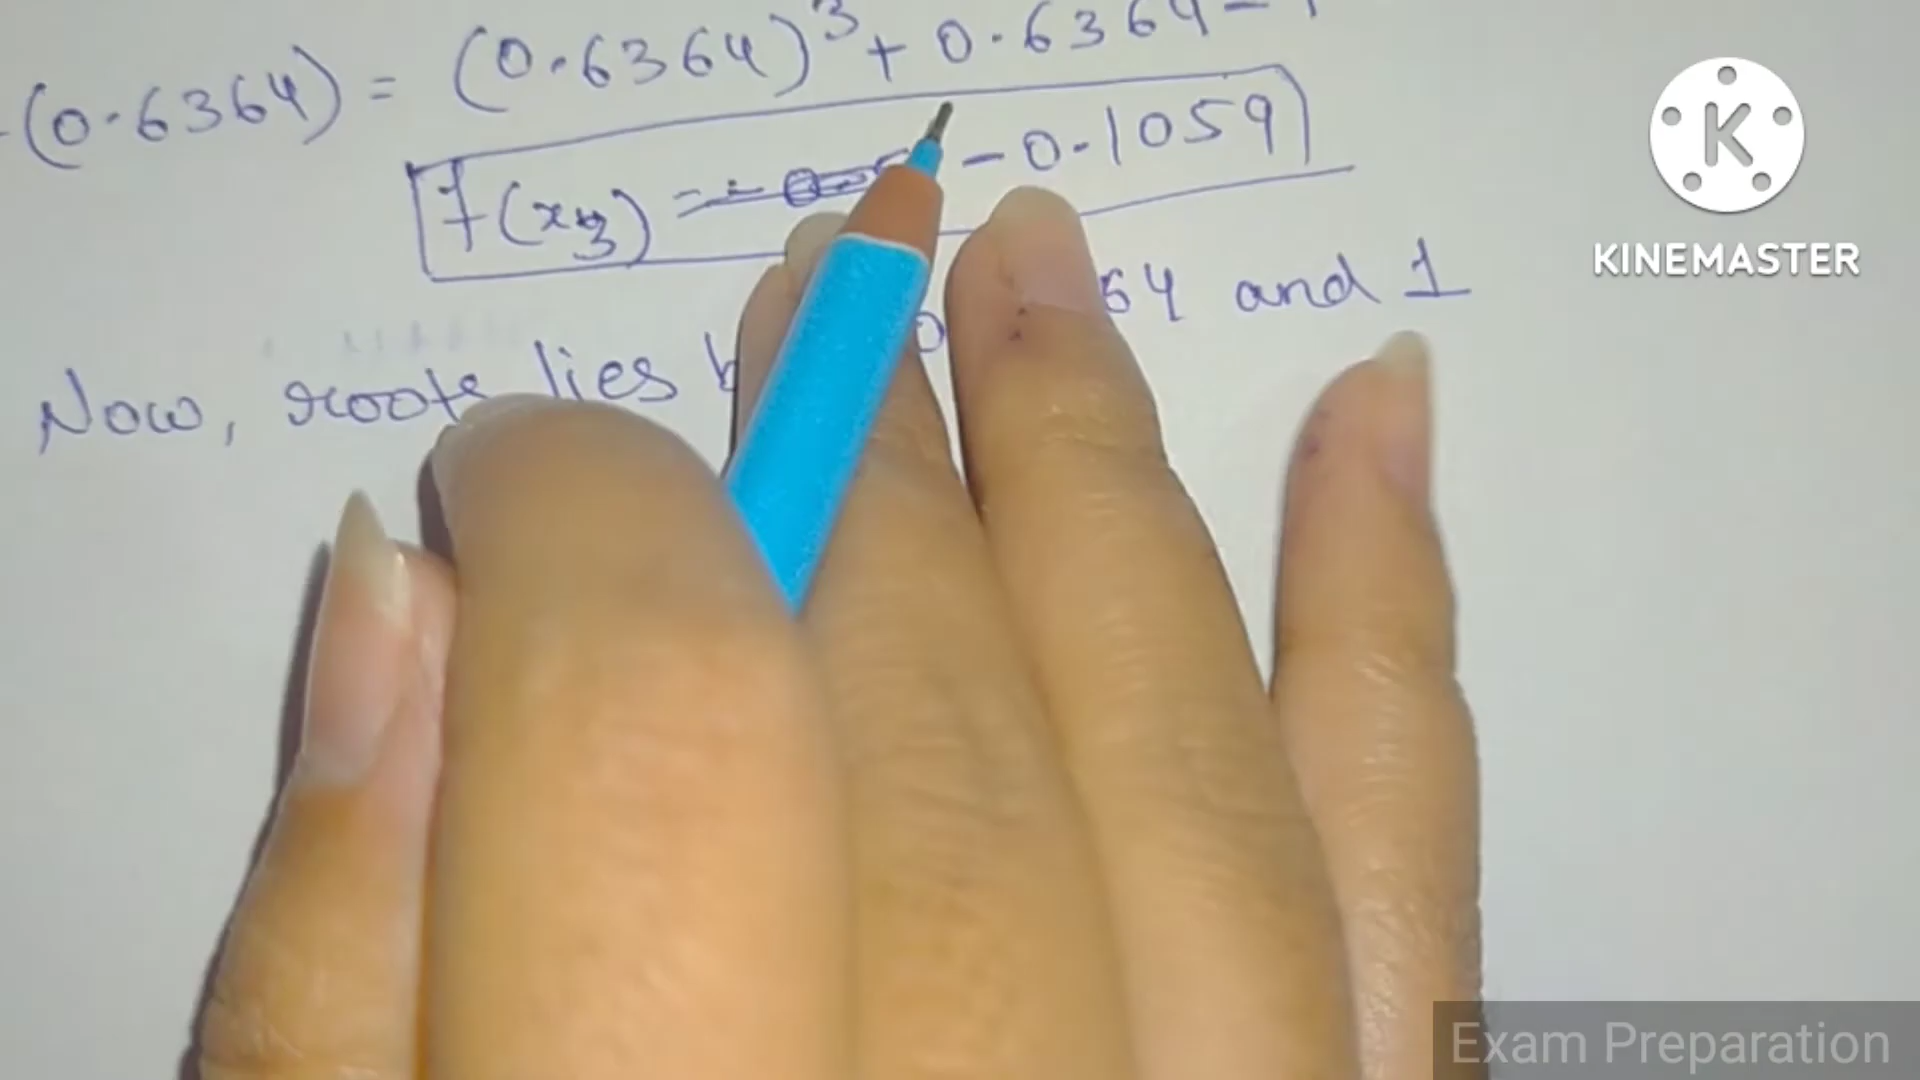 (0.6364) = (0.6364)³ + 0.6364 -
f(x3) = - 0.1059
KINEMASTER
Now, roots lies 64 and 1
Exam Preparation